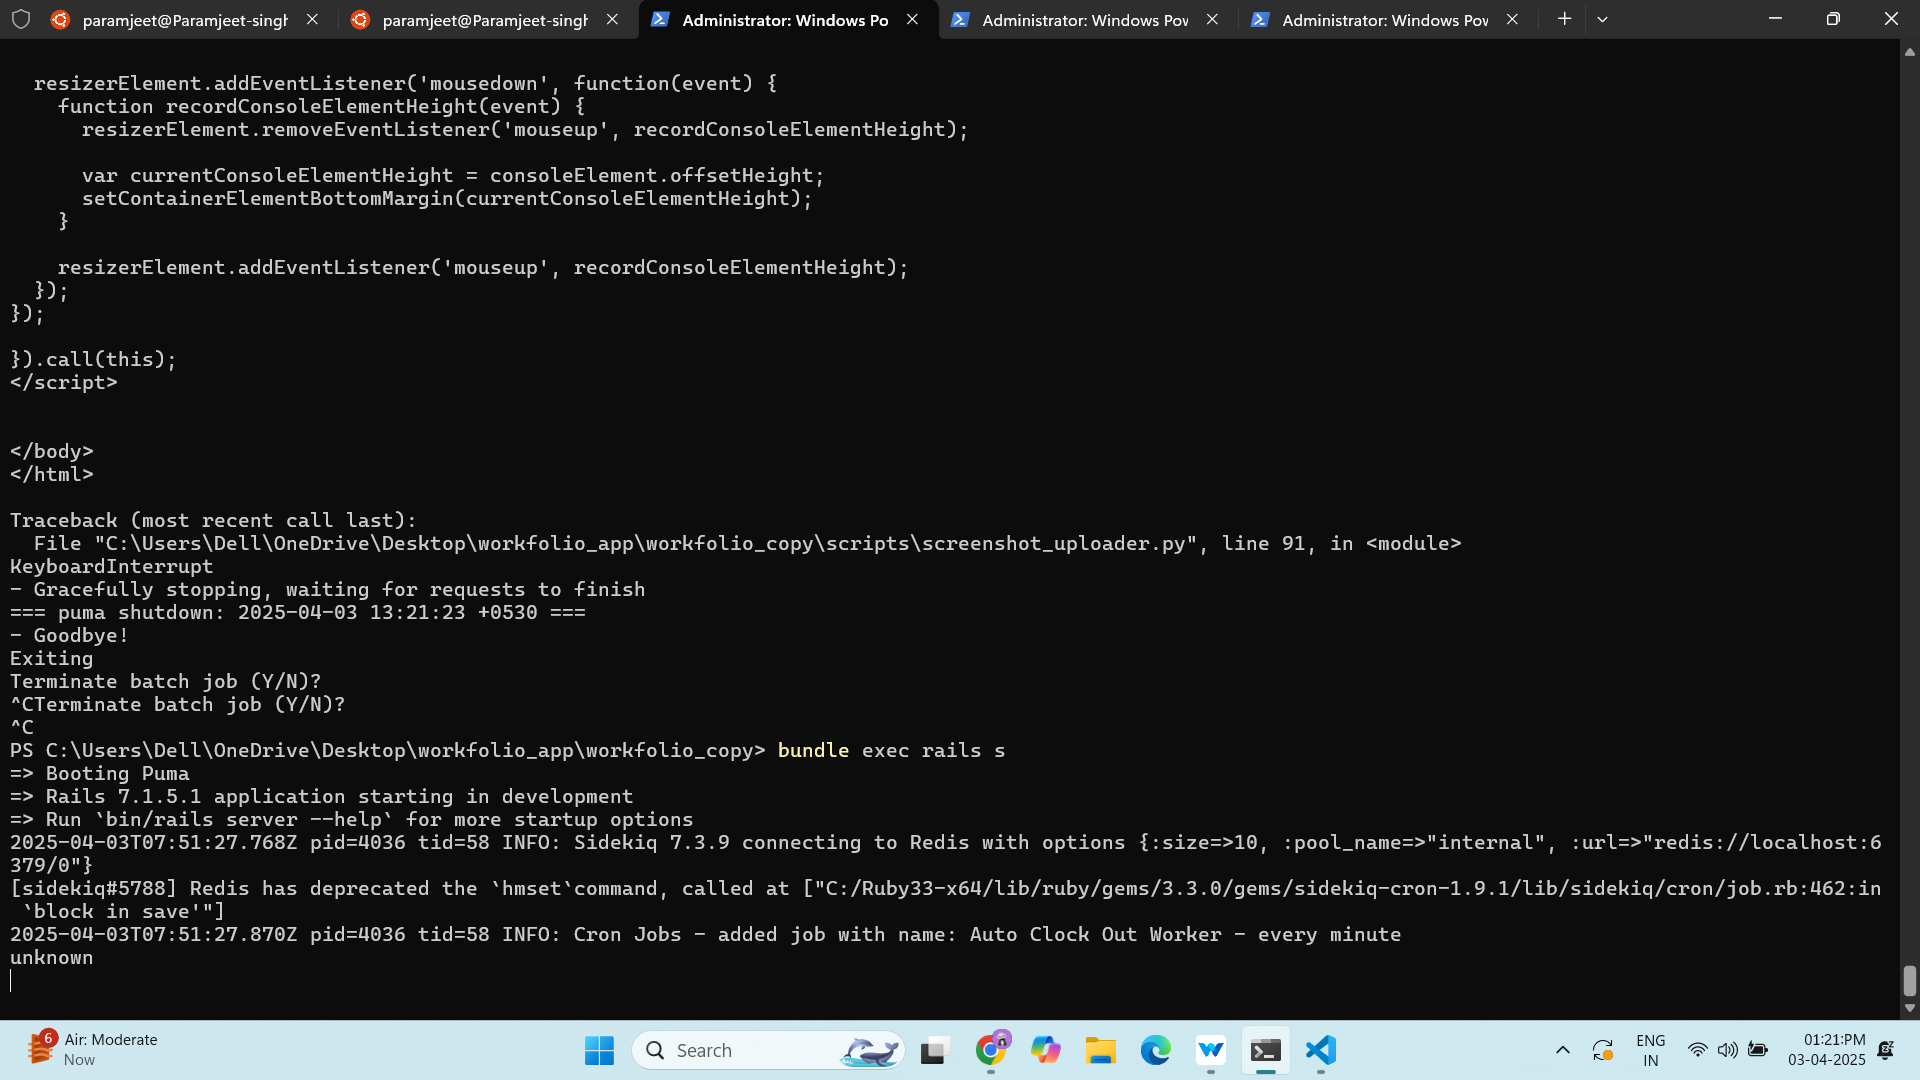 paramjeet@Paramjeet-singh
paramjeet@Paramjeet-singh
Administrator: Windows Po
Administrator: Windows Pow
Administrator: Windows Pow
  resizerElement.addEventListener('mousedown', function(event) {
    function recordConsoleElementHeight(event) {
      resizerElement.removeEventListener('mouseup', recordConsoleElementHeight);
      var currentConsoleElementHeight = consoleElement.offsetHeight;
      setContainerElementBottomMargin(currentConsoleElementHeight);
    }
    resizerElement.addEventListener('mouseup', recordConsoleElementHeight);
  });
});
}).call(this);
</script>
</body>
</html>
Traceback (most recent call last):
  File "C:\Users\Dell\OneDrive\Desktop\workfolio_app\workfolio_copy\scripts\screenshot_uploader.py", line 91, in <module>
KeyboardInterrupt
- Gracefully stopping, waiting for requests to finish
=== puma shutdown: 2025-04-03 13:21:23 +0530 ===
- Goodbye!
Exiting
Terminate batch job (Y/N)?
^CTerminate batch job (Y/N)?
^C
PS C:\Users\Dell\OneDrive\Desktop\workfolio_app\workfolio_copy> bundle exec rails s
=> Booting Puma
=> Rails 7.1.5.1 application starting in development
=> Run `bin/rails server --help` for more startup options
2025-04-03T07:51:27.768Z pid=4036 tid=58 INFO: Sidekiq 7.3.9 connecting to Redis with options {:size=>10, :pool_name=>"internal", :url=>"redis://localhost:6
379/0"}
[sidekiq#5788] Redis has deprecated the `hmset`command, called at ["C:/Ruby33-x64/lib/ruby/gems/3.3.0/gems/sidekiq-cron-1.9.1/lib/sidekiq/cron/job.rb:462:in
 `block in save'"]
2025-04-03T07:51:27.870Z pid=4036 tid=58 INFO: Cron Jobs - added job with name: Auto Clock Out Worker - every minute
unknown
6
Air: Moderate
Now
Search
ENG
IN
01:21:PM
03-04-2025